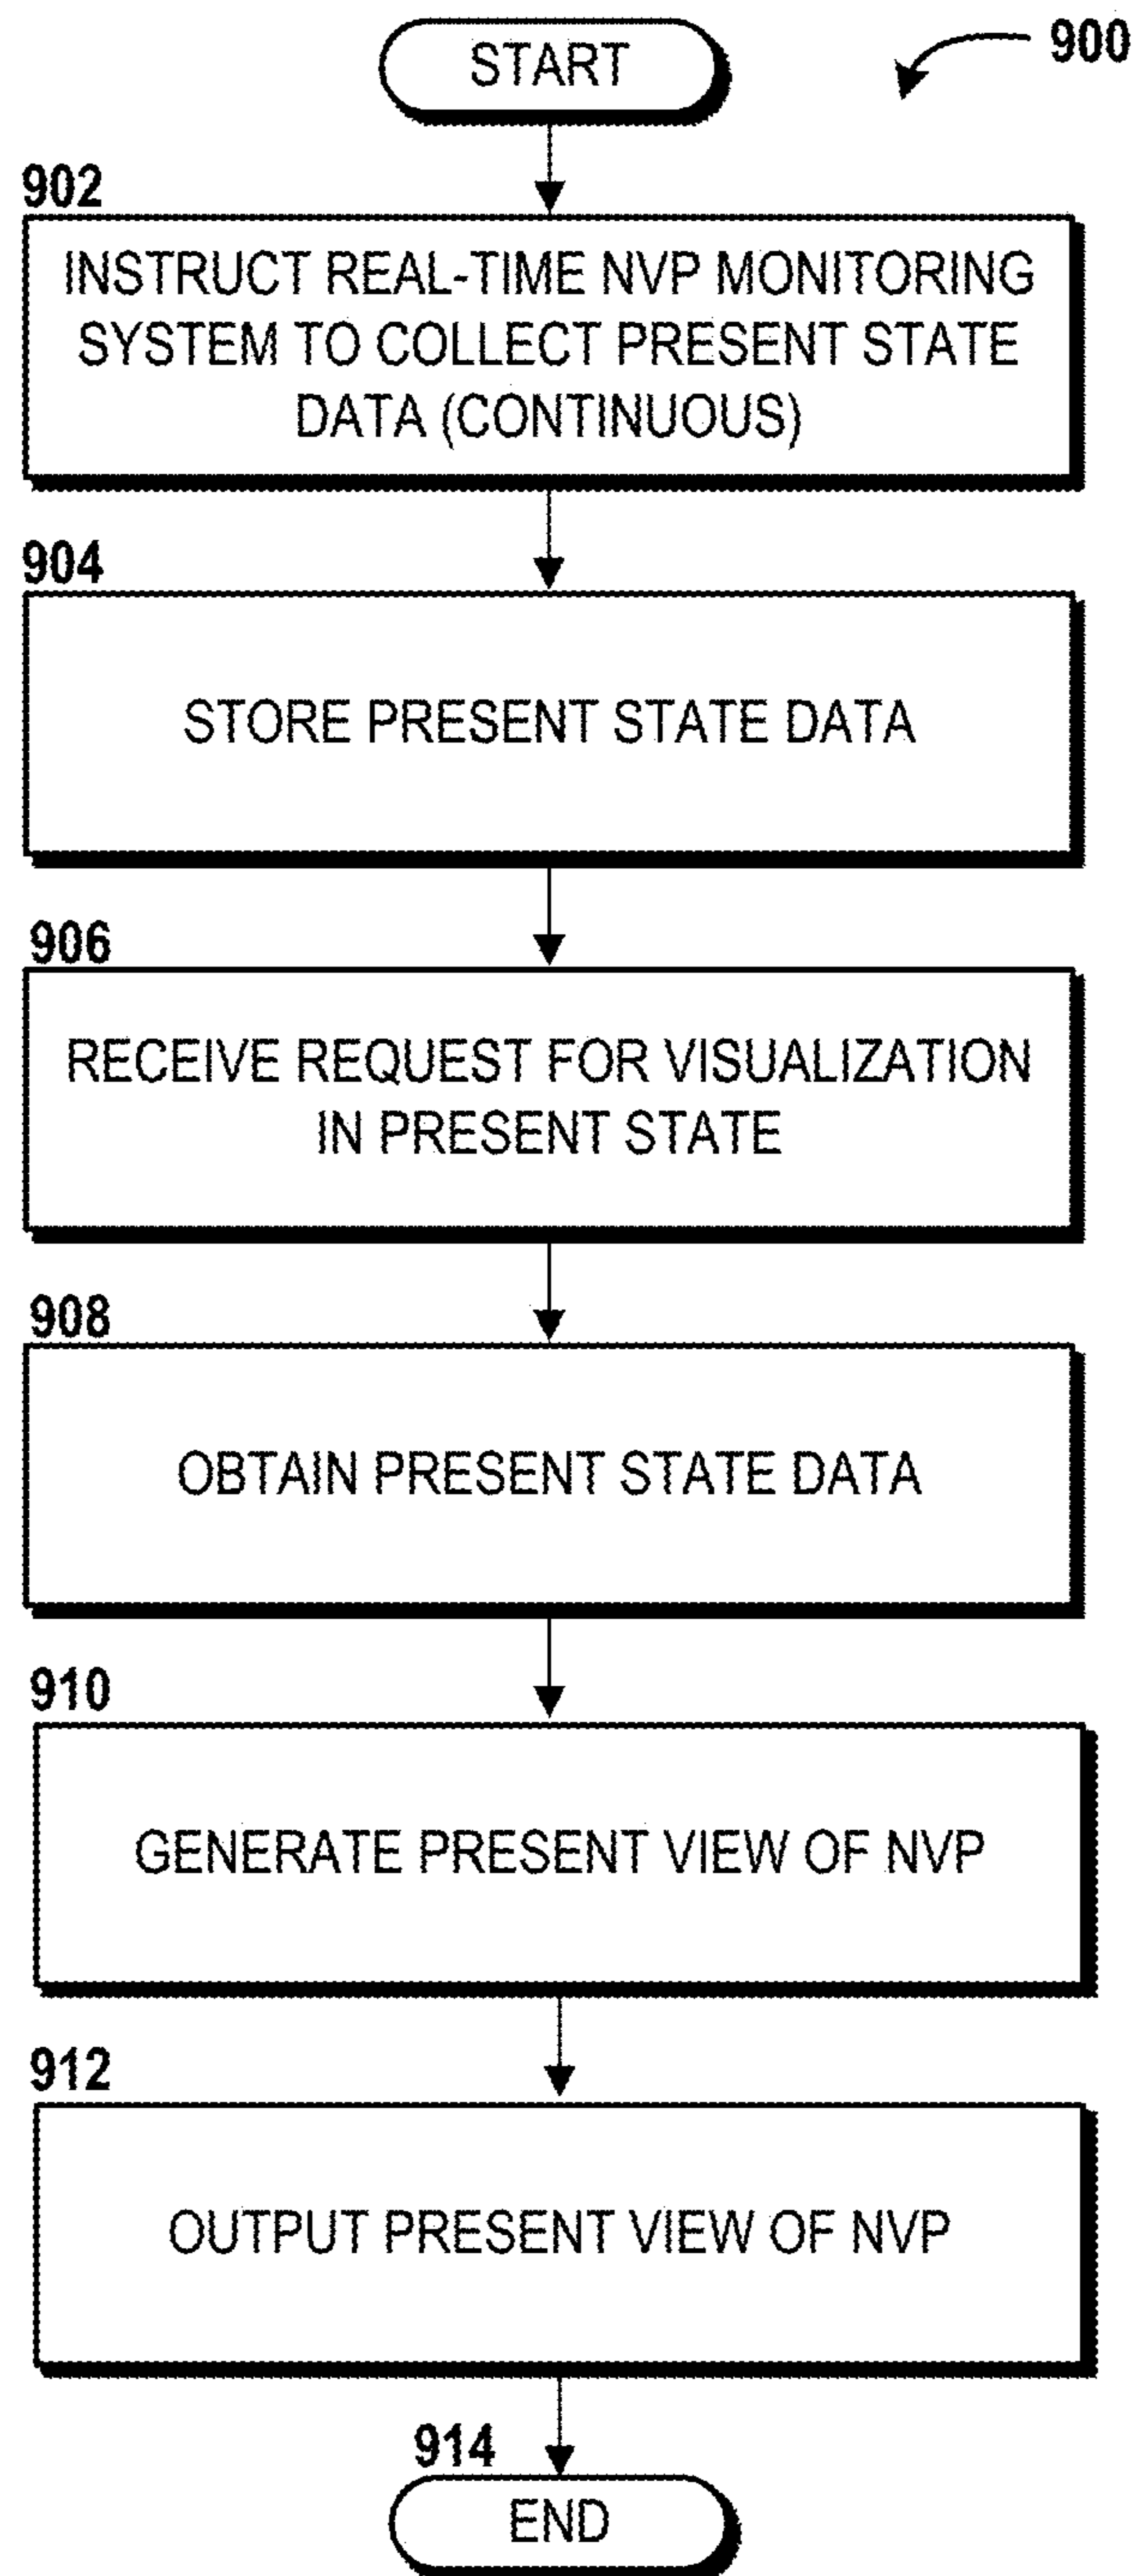 START
900
902
INSTRUCT REAL-TIME NVP MONITORING
SYSTEM TO COLLECT PRESENT STATE
DATA (CONTINUOUS)
904
STORE PRESENT STATE DATA
906
RECEIVE REQUEST FOR VISUALIZATION
IN PRESENT STATE
908
OBTAIN PRESENT STATE DATA
910
GENERATE PRESENT VIEW OF NVP
912
OUTPUT PRESENT VIEW OF NVP
914
END